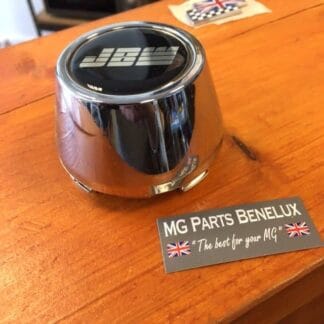 JBW
MG PARTS BENELUX
"The best for your MG"